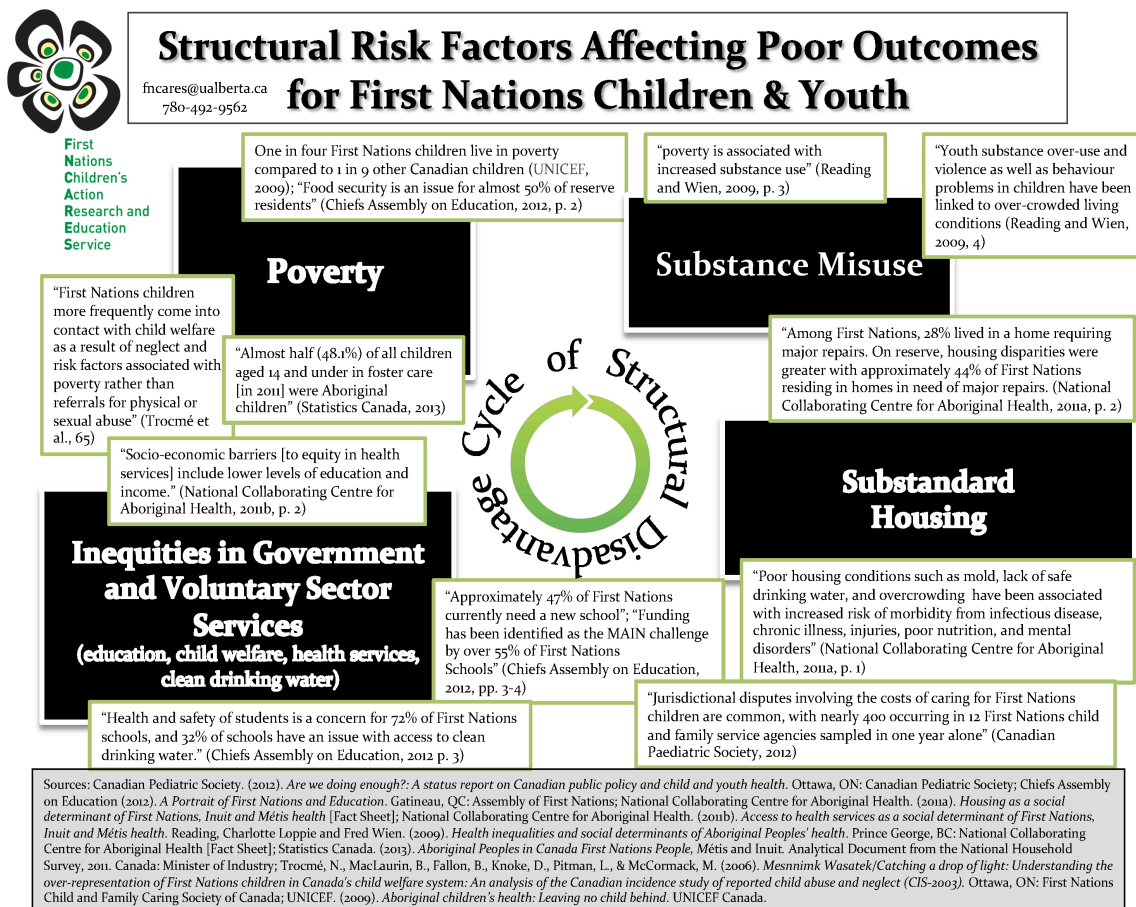 Structural Risk Factors Affecting Poor Outcomes
for First Nations Children & Youth
fncares@ualberta.ca
780-492-9562
First
Nations
Children's
Action
Research and
Education
Service
One in four First Nations children live in poverty
compared to 1 in 9 other Canadian children (UNICEF,
2009); “Food security is an issue for almost 50% of reserve
residents” (Chiefs Assembly on Education, 2012, p. 2)
“poverty is associated with
increased substance use” (Reading
and Wien, 2009, p. 3)
“Youth substance over-use and
violence as well as behaviour
problems in children have been
linked to over-crowded living
conditions (Reading and Wien,
2009, 4)
Poverty
Substance Misuse
“First Nations children
more frequently come into
contact with child welfare
as a result of neglect and
risk factors associated with
poverty rather than
referrals for physical or
sexual abuse” (Trocmé et
al., 65)
“Almost half (48.1%) of all children
aged 14 and under in foster care
[in 2011] were Aboriginal
children” (Statistics Canada, 2013)
“Among First Nations, 28% lived in a home requiring
major repairs. On reserve, housing disparities were
greater with approximately 44% of First Nations
residing in homes in need of major repairs. (National
Collaborating Centre for Aboriginal Health, 2011a, p. 2)
Cycle of Structural Disadvantage
“Socio-economic barriers [to equity in health
services] include lower levels of education and
income.” (National Collaborating Centre for
Aboriginal Health, 2011b, p. 2)
Substandard
Housing
Inequities in Government
and Voluntary Sector
Services
(education, child welfare, health services,
clean drinking water)
“Approximately 47% of First Nations
currently need a new school”; “Funding
has been identified as the MAIN challenge
by over 55% of First Nations
Schools” (Chiefs Assembly on Education,
2012, pp. 3-4)
“Poor housing conditions such as mold, lack of safe
drinking water, and overcrowding have been associated
with increased risk of morbidity from infectious disease,
chronic illness, injuries, poor nutrition, and mental
disorders” (National Collaborating Centre for Aboriginal
Health, 2011a, p. 1)
“Health and safety of students is a concern for 72% of First Nations
schools, and 32% of schools have an issue with access to clean
drinking water.” (Chiefs Assembly on Education, 2012 p. 3)
“Jurisdictional disputes involving the costs of caring for First Nations
children are common, with nearly 400 occurring in 12 First Nations child
and family service agencies sampled in one year alone” (Canadian
Paediatric Society, 2012)
Sources: Canadian Pediatric Society. (2012). Are we doing enough?: A status report on Canadian public policy and child and youth health. Ottawa, ON: Canadian Pediatric Society; Chiefs Assembly
on Education (2012). A Portrait of First Nations and Education. Gatineau, QC: Assembly of First Nations; National Collaborating Centre for Aboriginal Health. (2011a). Housing as a social
determinant of First Nations, Inuit and Métis health [Fact Sheet]; National Collaborating Centre for Aboriginal Health. (2011b). Access to health services as a social determinant of First Nations,
Inuit and Métis health. Reading, Charlotte Loppie and Fred Wien. (2009). Health inequalities and social determinants of Aboriginal Peoples' health. Prince George, BC: National Collaborating
Centre for Aboriginal Health [Fact Sheet]; Statistics Canada. (2013). Aboriginal Peoples in Canada First Nations People, Métis and Inuit. Analytical Document from the National Household
Survey, 2011. Canada: Minister of Industry; Trocmé, N., MacLaurin, B., Fallon, B., Knoke, D., Pitman, L., & McCormack, M. (2006). Mesnnimk Wasatek/Catching a drop of light: Understanding the
over-representation of First Nations children in Canada's child welfare system: An analysis of the Canadian incidence study of reported child abuse and neglect (CIS-2003). Ottawa, ON: First Nations
Child and Family Caring Society of Canada; UNICEF. (2009). Aboriginal children's health: Leaving no child behind. UNICEF Canada.